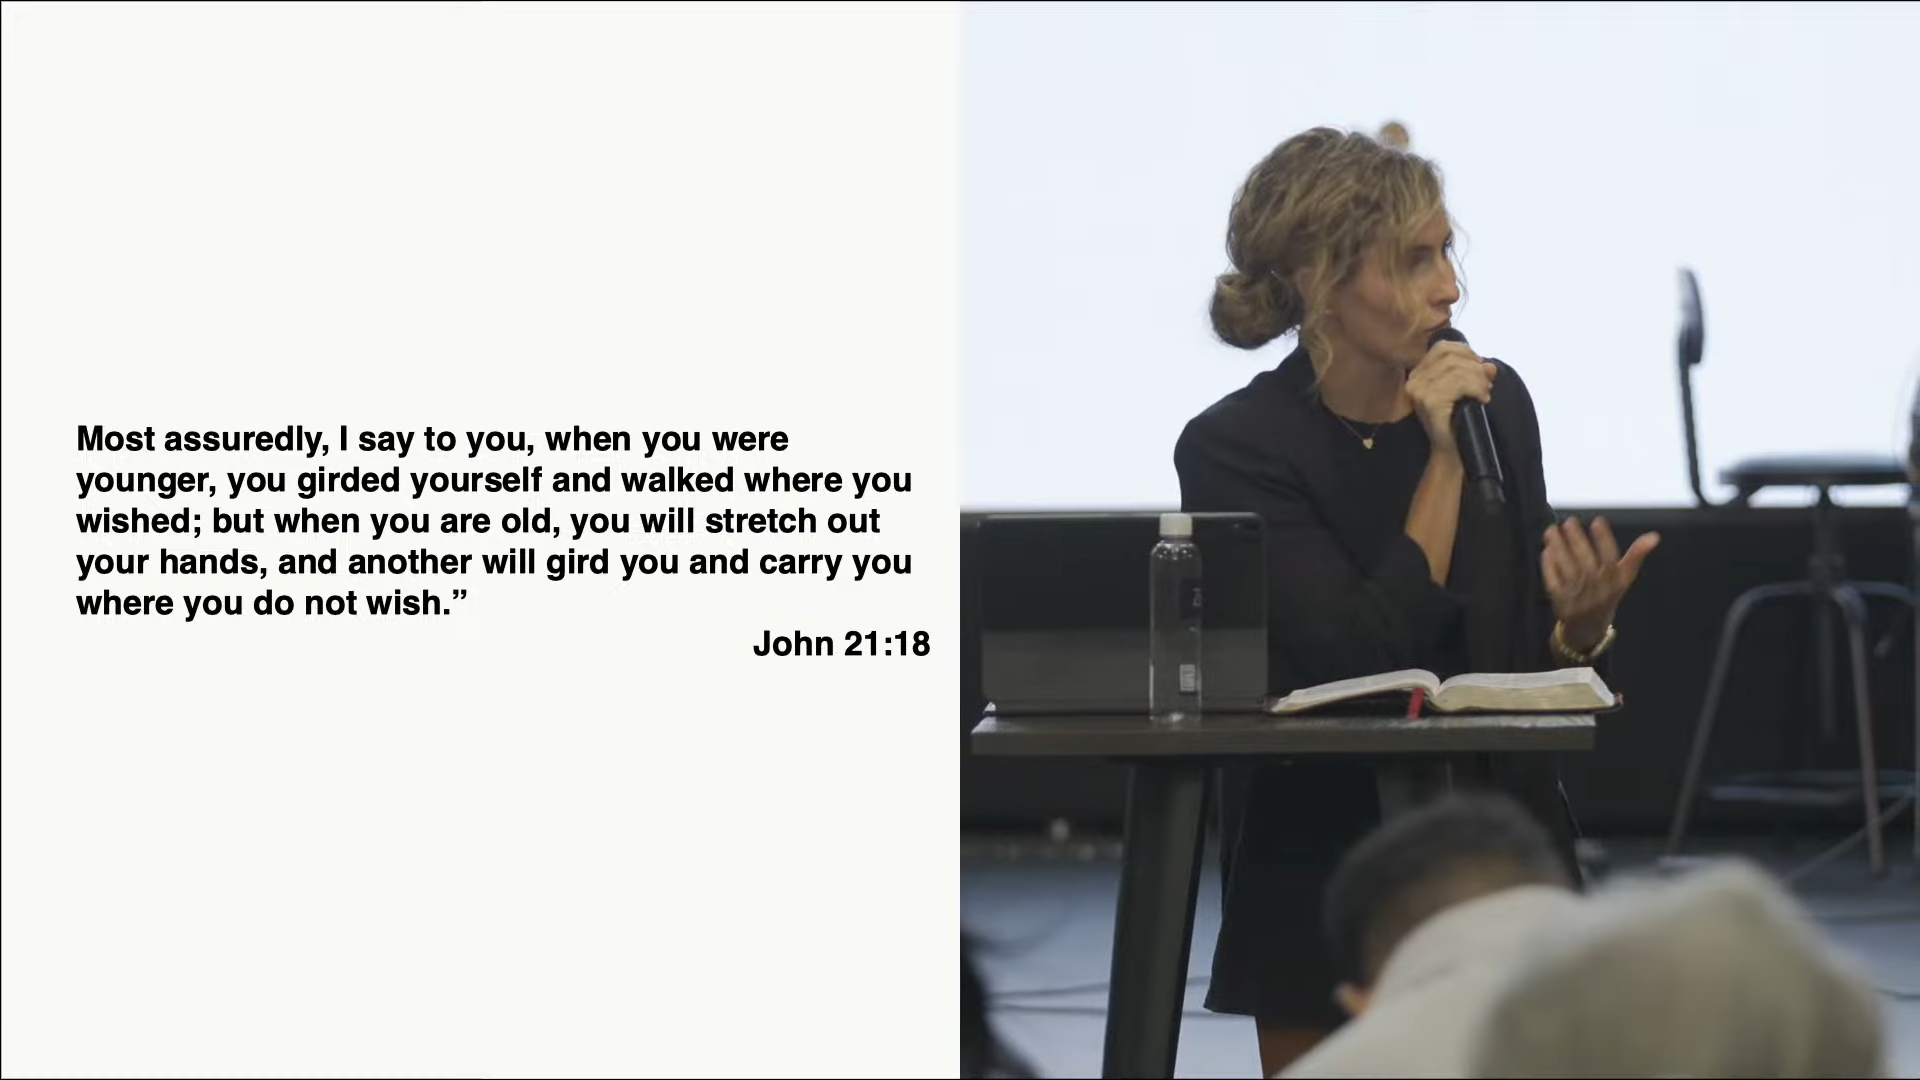 Most assuredly, I say to you, when you were
younger, you girded yourself and walked where you
wished; but when you are old, you will stretch out
your hands, and another will gird you and carry you
where you do not wish.”
John 21:18